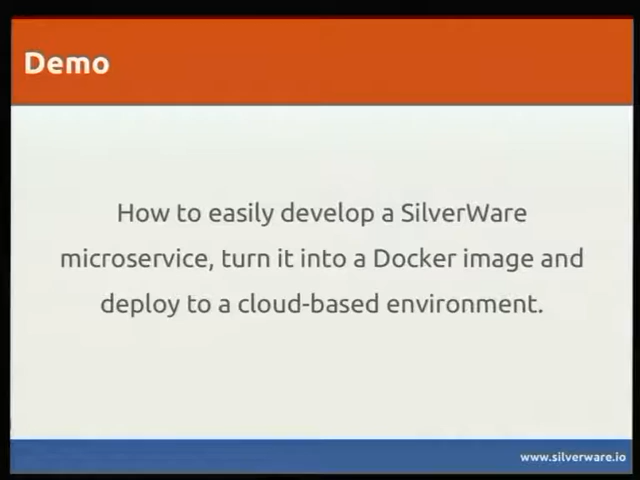 Demo
How to easily develop a SilverWare
microservice, turn it into a Docker image and
deploy to a cloud-based environment.
www.silverware.io